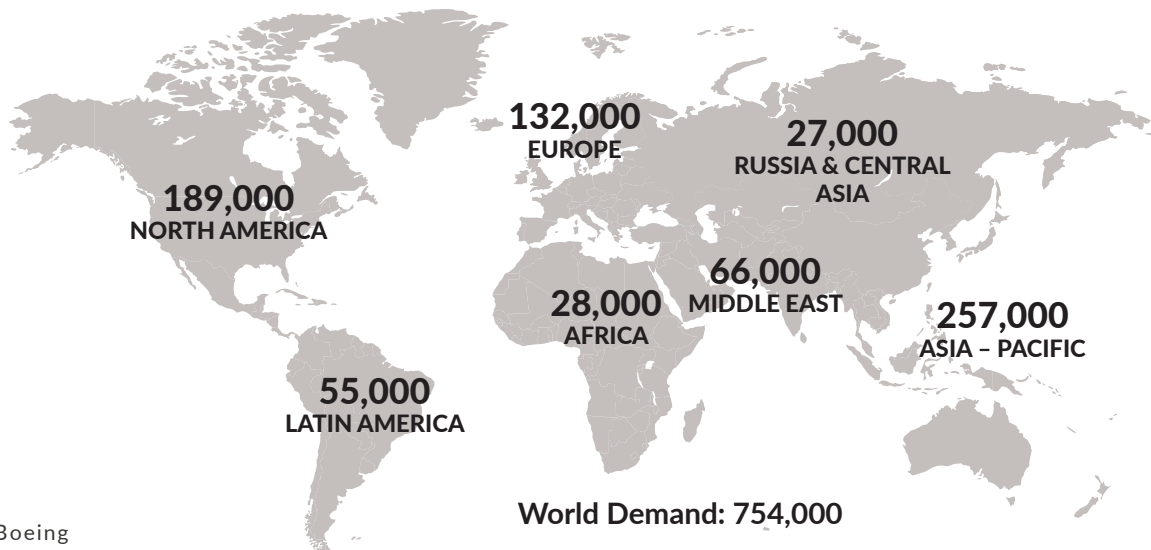 132,000
EUROPE
27,000
RUSSIA & CENTRAL
ASIA
189,000
NORTH AMERICA
66,000
MIDDLE EAST
28,000
AFRICA
257,000
ASIA – PACIFIC
55,000
LATIN AMERICA
World Demand: 754,000
Boeing